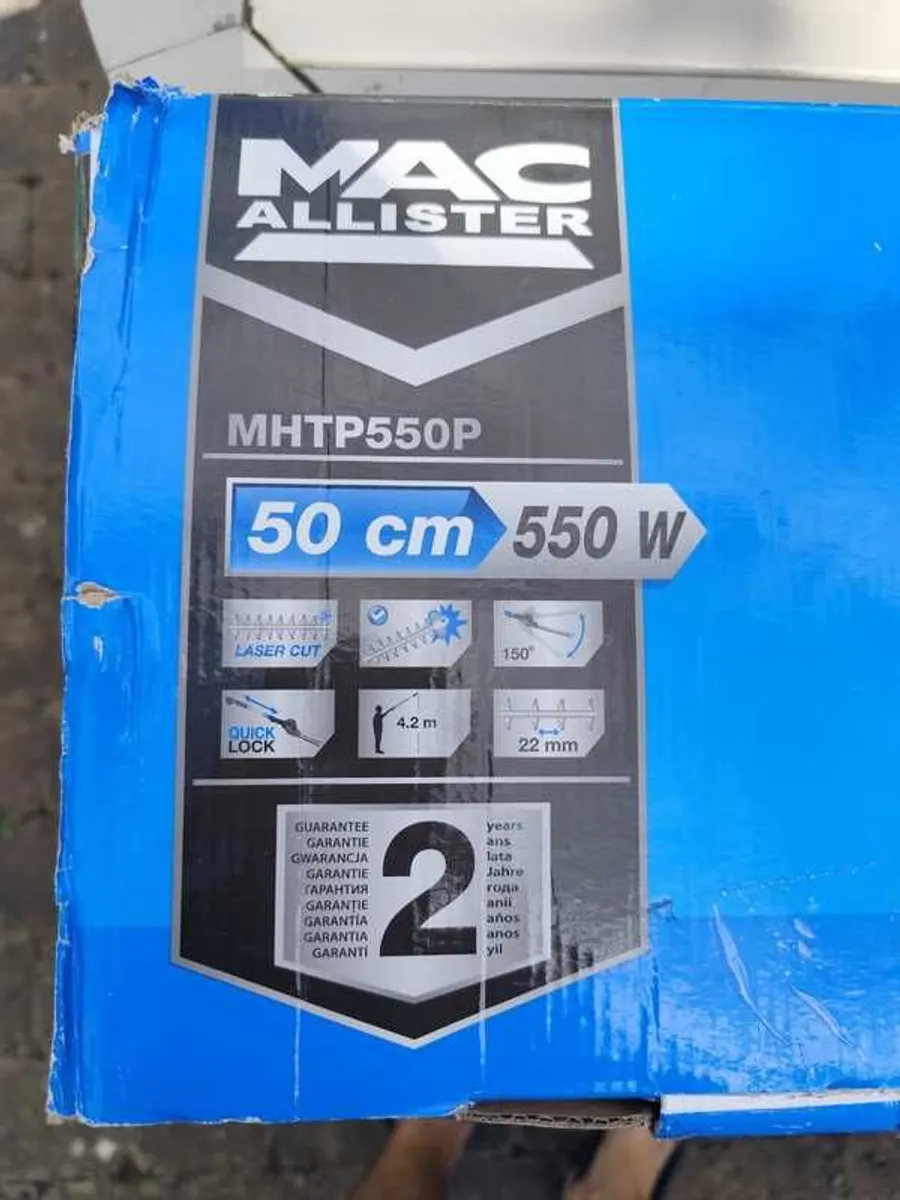 MAC
ALLISTER
MHTP550P
50 cm 550 W
LASER CUT
150°
QUICK
LOCK
4.2 m
22 mm
GUARANTEE
GARANTIE
GWARANCJA
GARANTIE
ГАРАНТИЯ
GARANȚIE
GARANTÍA
GARANTIA
GARANTİ
2
years
ans
lata
Jahre
года
anii
años
anos
yıl